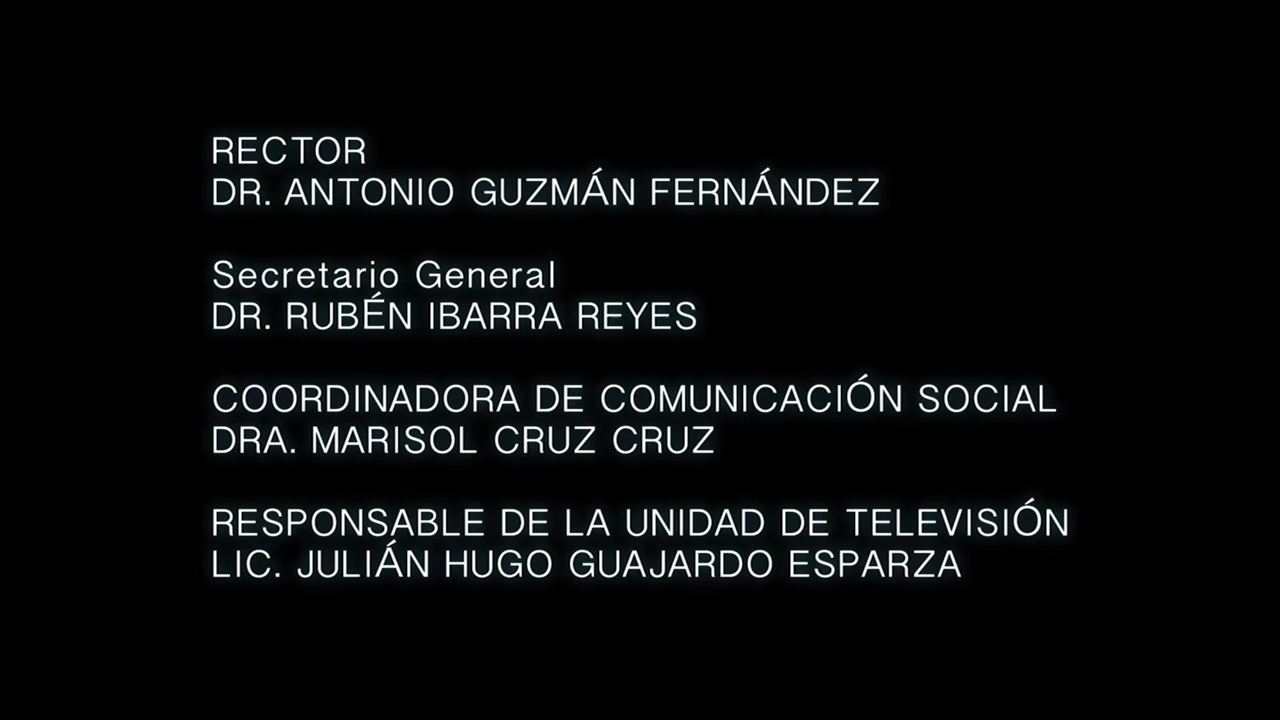 RECTOR
DR. ANTONIO GUZMÁN FERNÁNDEZ
Secretario General
DR. RUBÉN IBARRA REYES
COORDINADORA DE COMUNICACIÓN SOCIAL
DRA. MARISOL CRUZ CRUZ
RESPONSABLE DE LA UNIDAD DE TELEVISIÓN
LIC. JULIÁN HUGO GUAJARDO ESPARZA